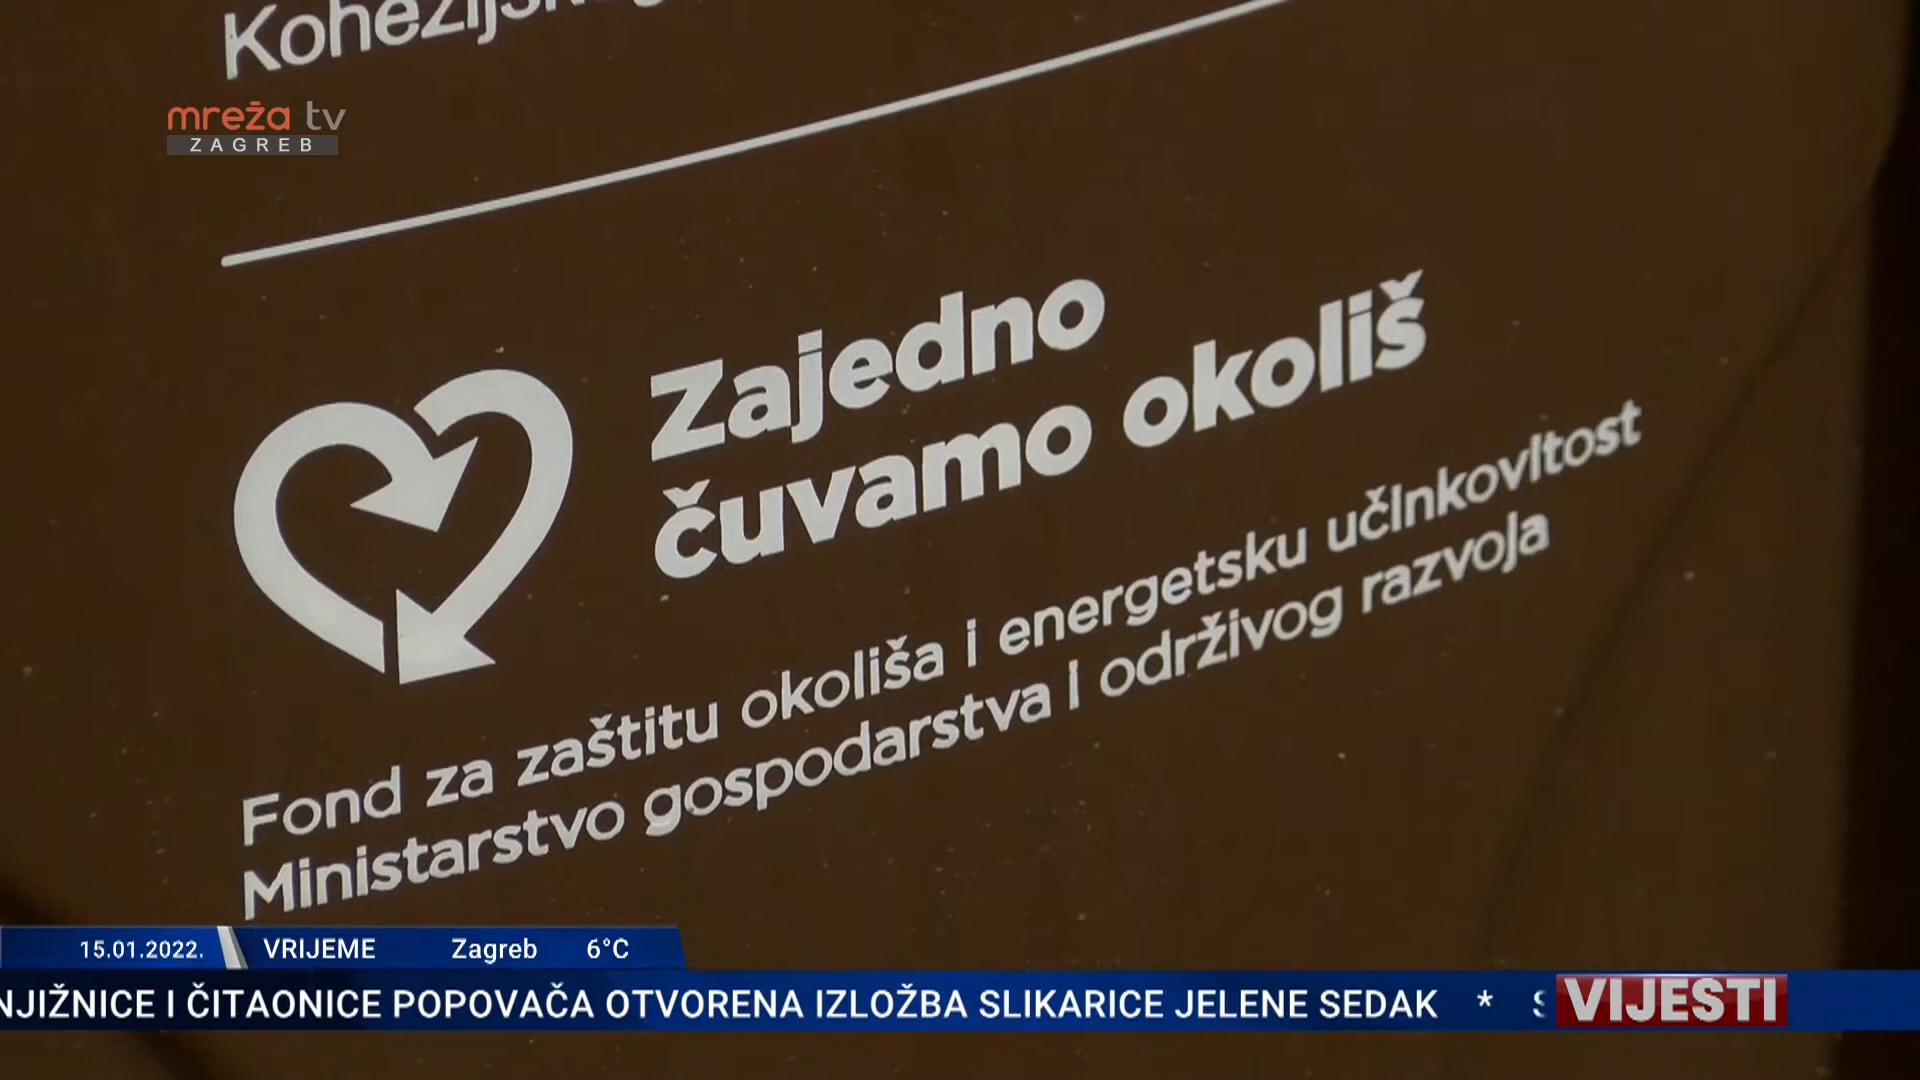 mreža tv
ZAGREB
Zajedno
čuvamo okoliš
Fond za zaštitu okoliša i energetsku učinkovitost
Ministarstvo gospodarstva i održivog razvoja
15.01.2022. VRIJEME Zagreb 6°C
NJIŽNICE I ČITAONICE POPOVAČA OTVORENA IZLOŽBA SLIKARICE JELENE SEDAK * S VIJESTI